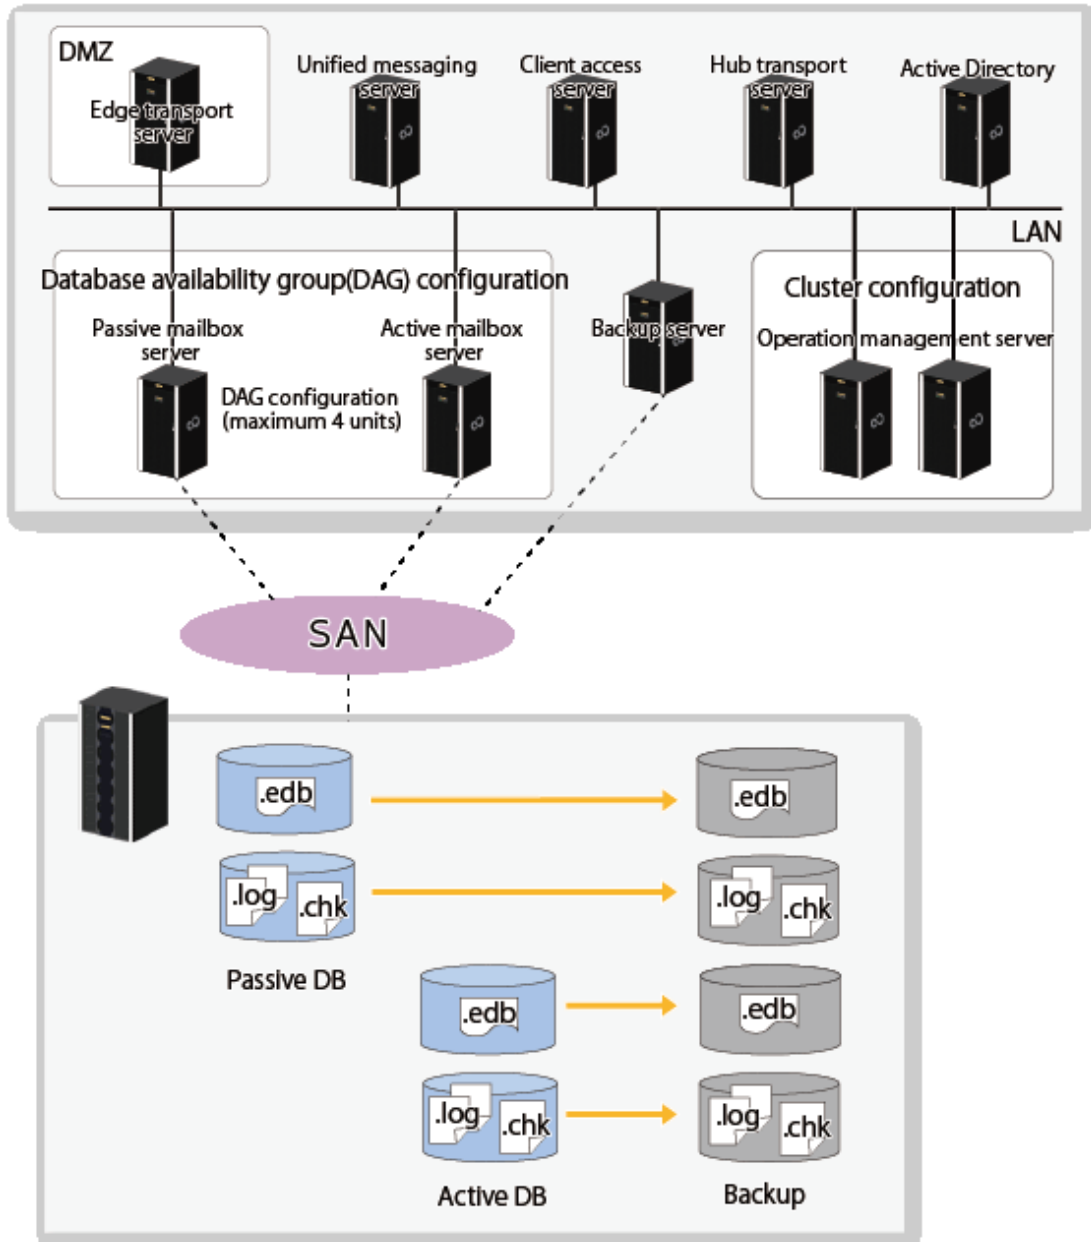 DMZ
Edge transport
server
Unified messaging
server
Client access
server
Hub transport
server
Active Directory
LAN
Database availability group(DAG) configuration
Passive mailbox
server
DAG configuration
(maximum 4 units)
Active mailbox
server
Backup server
Cluster configuration
Operation management server
SAN
.edb
.edb
.log
.chk
.log
.chk
Passive DB
.edb
.edb
.log
.chk
.log
.chk
Active DB
Backup